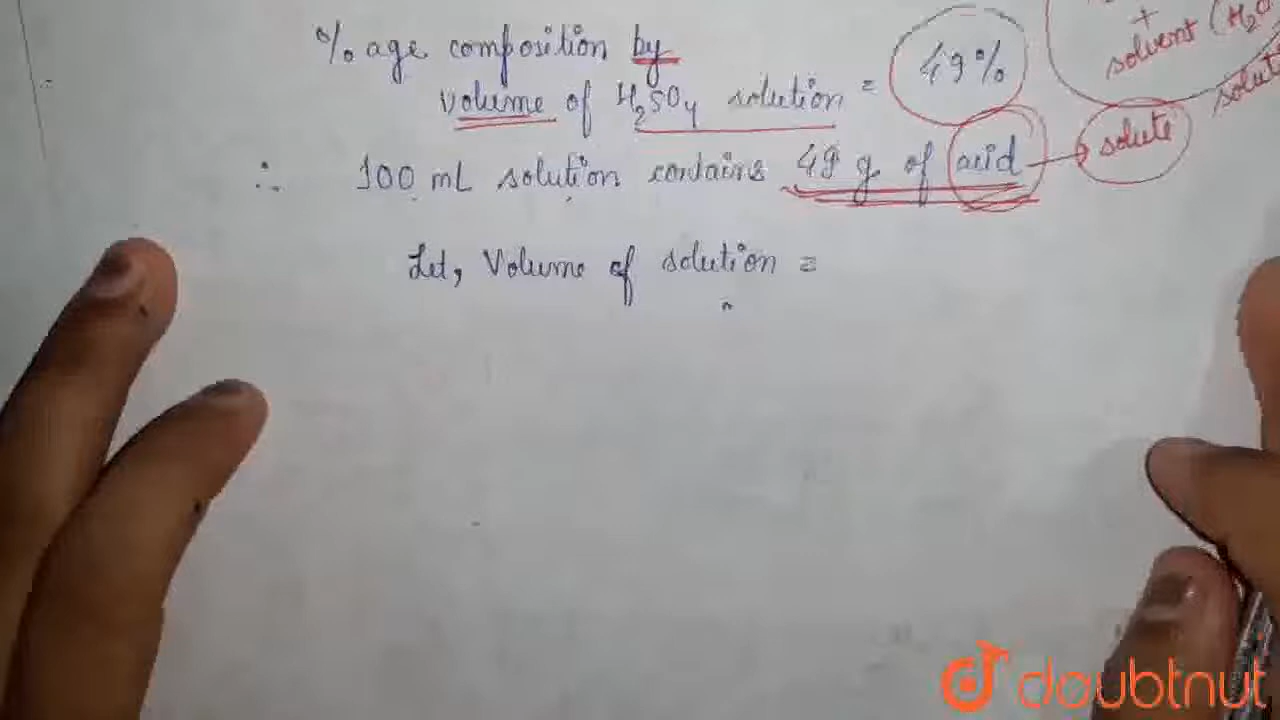 % age composition by
volume of H2SO4 solution = 49%
+
solvent (H2O
solut
∴ 100 mL solution contains 49 g of acid → solute
Let, Volume of solution =
doubtnut